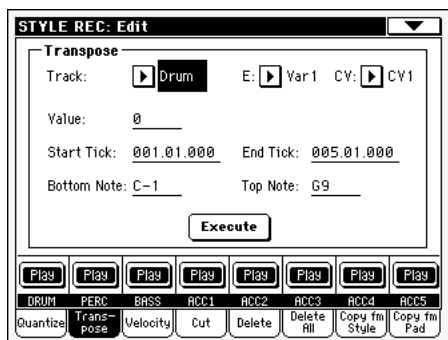 STYLE REC: Edit
Transpose
Track: Drum E: Var1 CV: CV1
Value: 0
Start Tick: 001.01.000 End Tick: 005.01.000
Bottom Note: C-1 Top Note: G9
Execute
Play Play Play Play Play Play Play Play
DRUM PERC BASS ACC1 ACC2 ACC3 ACC4 ACC5
Quantize Trans-pose Velocity Cut Delete Delete All Copy fm Style Copy fm Pad